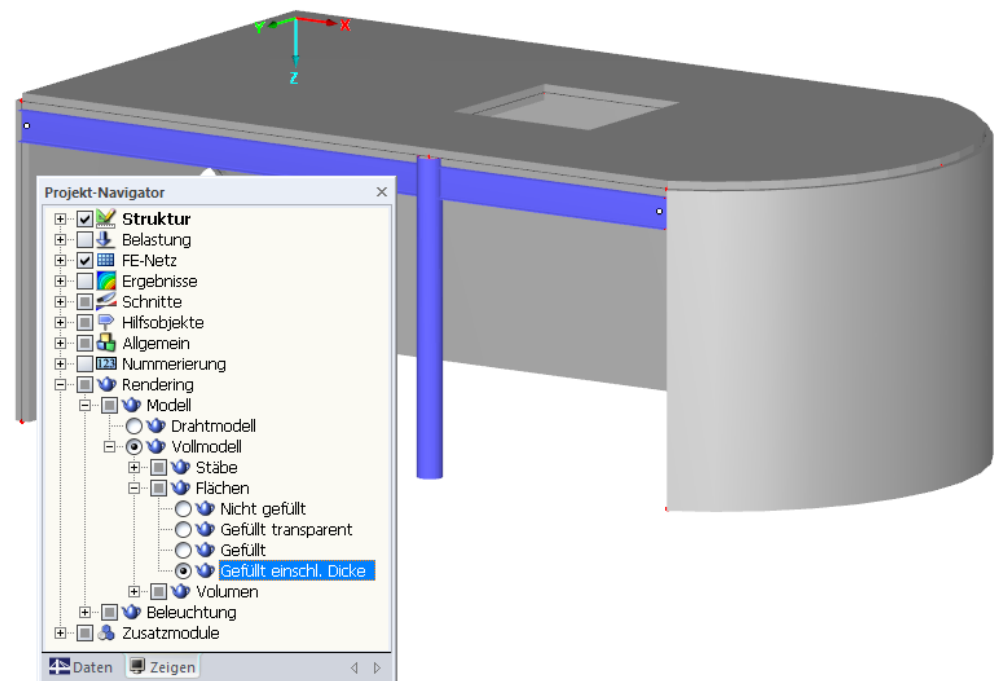 Y
X
Z
Projekt-Navigator
Struktur
Belastung
FE-Netz
Ergebnisse
Schnitte
Hilfsobjekte
Allgemein
123 Nummerierung
Rendering
Modell
Drahtmodell
Vollmodell
Stäbe
Flächen
Nicht gefüllt
Gefüllt transparent
Gefüllt
Gefüllt einschl. Dicke
Volumen
Beleuchtung
Zusatzmodule
Daten Zeigen